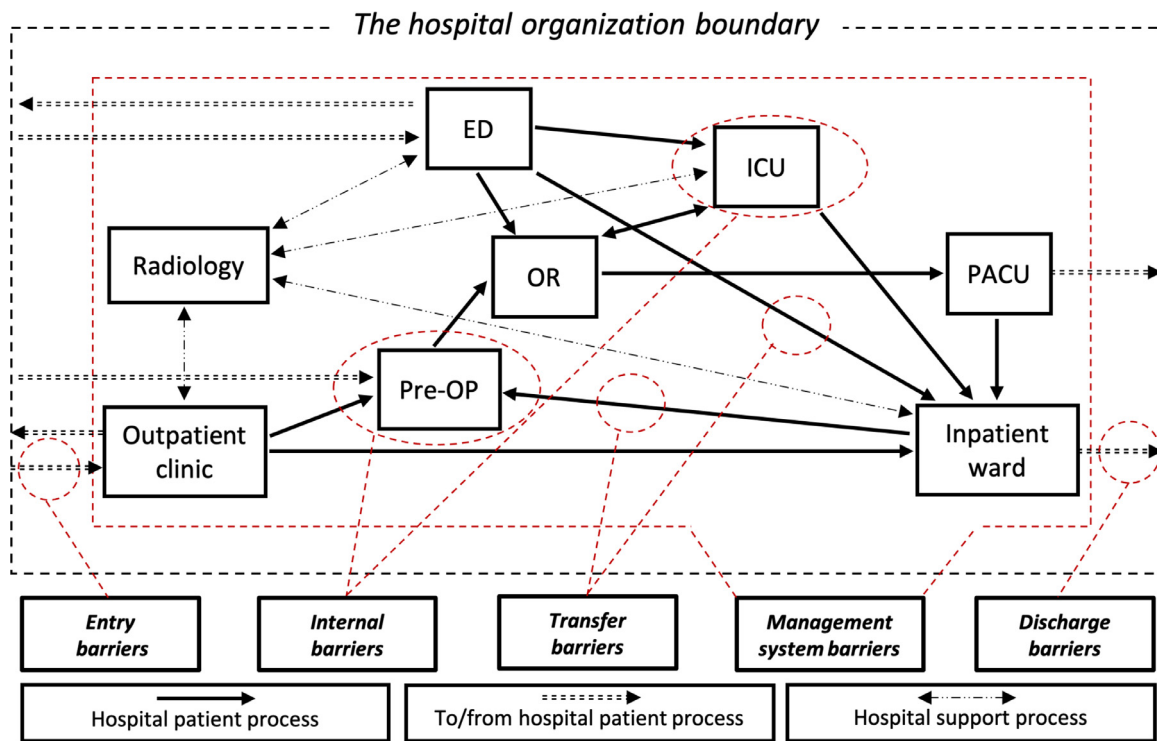 The hospital organization boundary
ED
ICU
Radiology
OR
PACU
Pre-OP
Outpatient
clinic
Inpatient
ward
Entry
barriers
Internal
barriers
Transfer
barriers
Management
system barriers
Discharge
barriers
Hospital patient process
To/from hospital patient process
Hospital support process